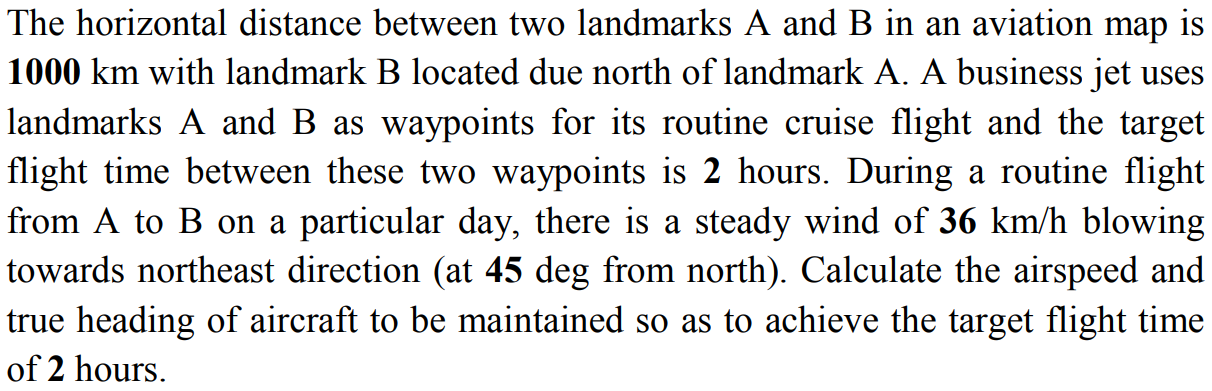 The horizontal distance between two landmarks A and B in an aviation map is
1000 km with landmark B located due north of landmark A. A business jet uses
landmarks A and B as waypoints for its routine cruise flight and the target
flight time between these two waypoints is 2 hours. During a routine flight
from A to B on a particular day, there is a steady wind of 36 km/h blowing
towards northeast direction (at 45 deg from north). Calculate the airspeed and
true heading of aircraft to be maintained so as to achieve the target flight time
of 2 hours.